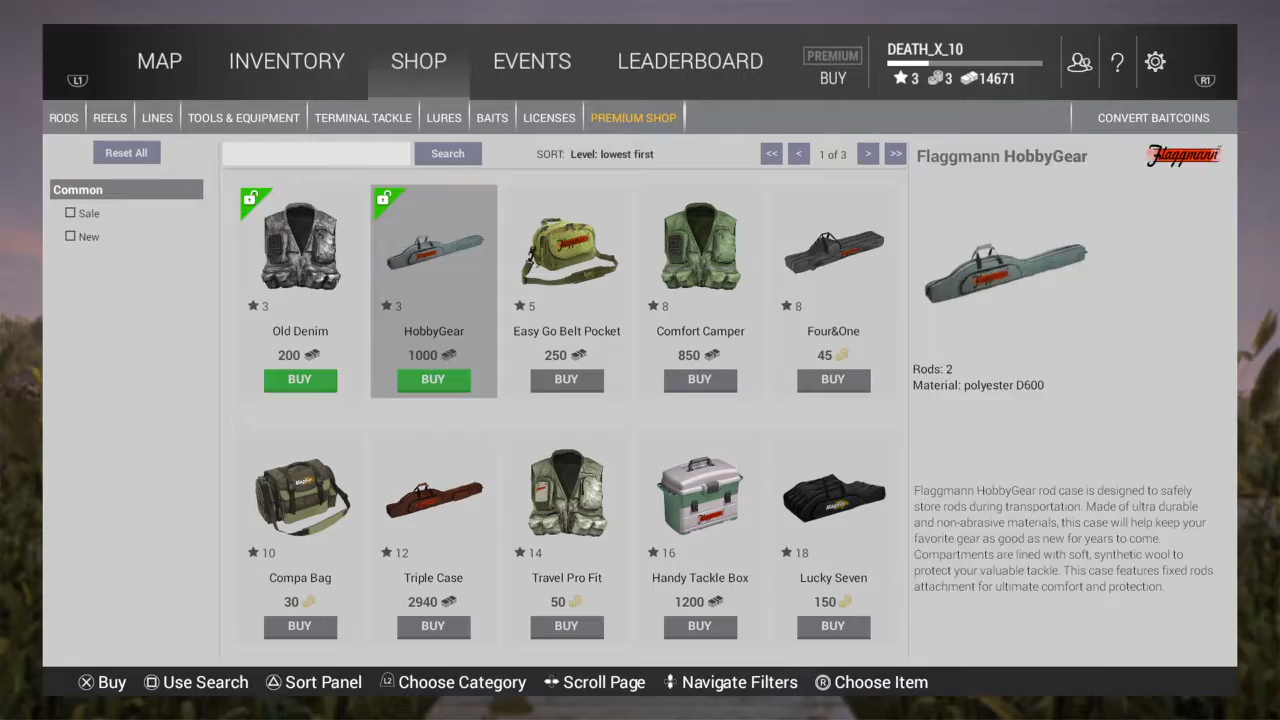 L1
MAP INVENTORY SHOP EVENTS LEADERBOARD
PREMIUM
BUY
DEATH_X_10
3 3 14671
?
R1
RODS REELS LINES TOOLS & EQUIPMENT TERMINAL TACKLE LURES BAITS LICENSES PREMIUM SHOP CONVERT BAITCOINS
Reset All
Search SORT: Level: lowest first << < 1 of 3 > >>
Common
Sale
New
3 3 5 8 8
Old Denim HobbyGear Easy Go Belt Pocket Comfort Camper Four&One
200 1000 250 850 45
BUY BUY BUY BUY BUY
10 12 14 16 18
Compa Bag Triple Case Travel Pro Fit Handy Tackle Box Lucky Seven
30 2940 50 1200 150
BUY BUY BUY BUY BUY
Flaggmann HobbyGear
Flaggmann
Rods: 2
Material: polyester D600
Flaggmann HobbyGear rod case is designed to safely
store rods during transportation. Made of ultra durable
and non-abrasive materials, this case will help keep your
favorite gear as good as new for years to come.
Compartments are lined with soft, synthetic wool to
protect your valuable tackle. This case features fixed rods
attachment for ultimate comfort and protection.
Buy Use Search Sort Panel L2 Choose Category Scroll Page Navigate Filters R Choose Item